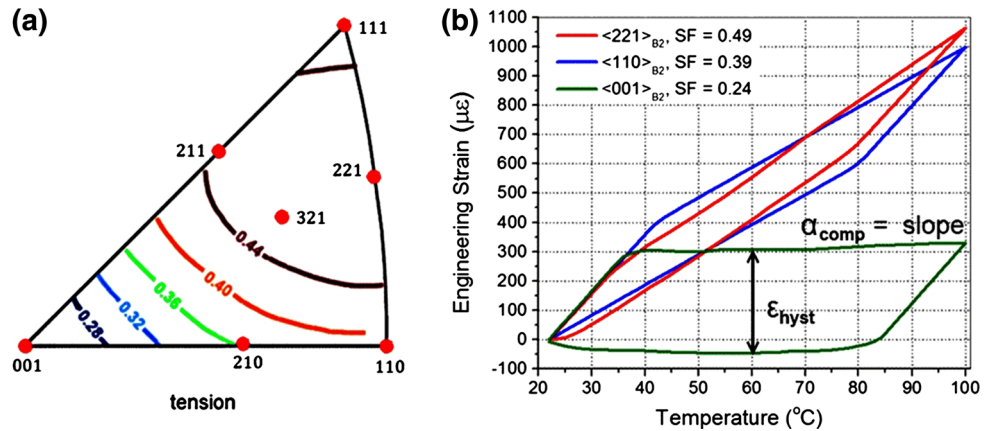 (a)
111
211
221
321
0.44
0.40
0.36
0.32
0.28
001
210
110
tension
(b)
Engineering Strain (με)
1100
1000
900
800
700
600
500
400
300
200
100
0
-100
<221>B2, SF = 0.49
<110>B2, SF = 0.39
<001>B2, SF = 0.24
αcomp = slope
εhyst
20 30 40 50 60 70 80 90 100
Temperature (°C)